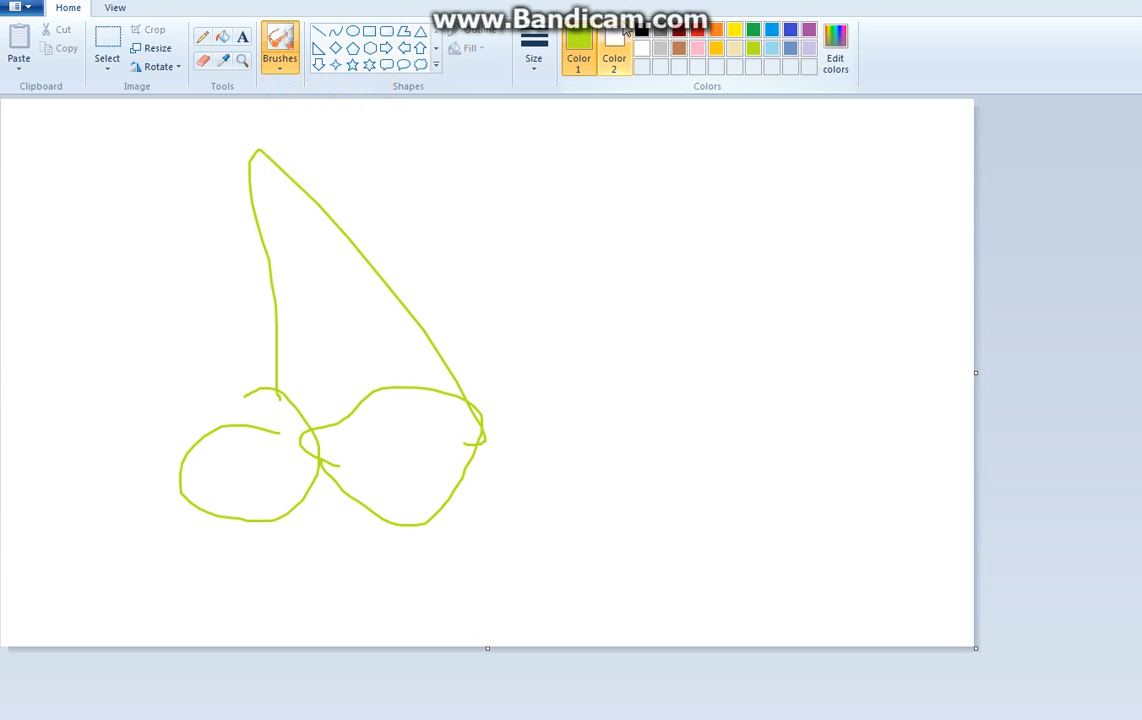 www.Bandicam.com
Home View
Paste
Cut
Copy
Clipboard
Select
Crop
Resize
Rotate
Image
A
Tools
Brushes
Outline
Fill
Shapes
Size
Color 1
Color 2
Edit colors
Colors